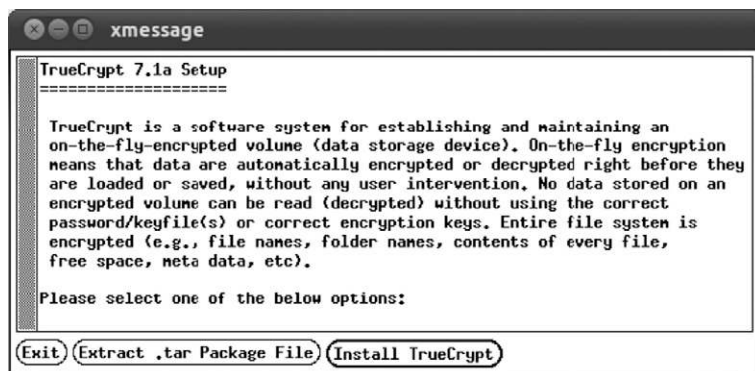 xmessage
TrueCrypt 7.1a Setup
====================
TrueCrypt is a software system for establishing and maintaining an
on-the-fly-encrypted volume (data storage device). On-the-fly encryption
means that data are automatically encrypted or decrypted right before they
are loaded or saved, without any user intervention. No data stored on an
encrypted volume can be read (decrypted) without using the correct
password/keyfile(s) or correct encryption keys. Entire file system is
encrypted (e.g., file names, folder names, contents of every file,
free space, meta data, etc).
Please select one of the below options:
Exit Extract .tar Package File Install TrueCrypt